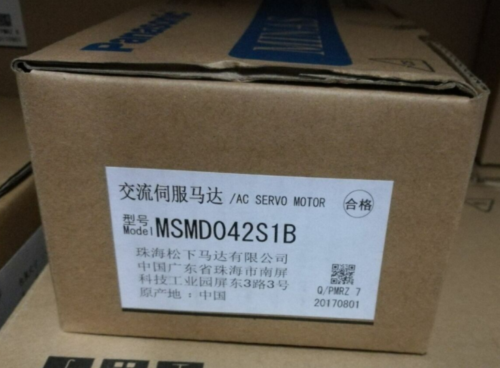 Panasonic
MINAS
交流伺服马达 /AC SERVO MOTOR 合格
型号
Model MSMD042S1B
珠海松下马达有限公司
中国广东省珠海市南屏
科技工业园屏东3路3号
原产地：中国
Q/PMRZ 7
20170801